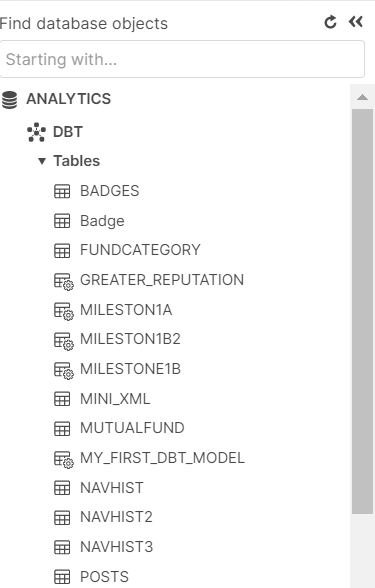 Find database objects
Starting with...
ANALYTICS
DBT
Tables
BADGES
Badge
FUNDCATEGORY
GREATER_REPUTATION
MILESTON1A
MILESTON1B2
MILESTONE1B
MINI_XML
MUTUALFUND
MY_FIRST_DBT_MODEL
NAVHIST
NAVHIST2
NAVHIST3
POSTS